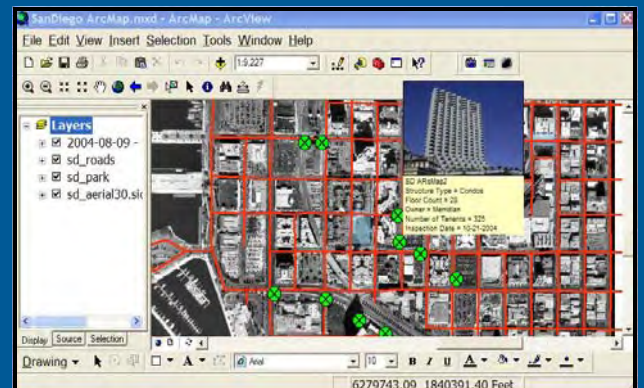 SanDiego ArcMap.mxd - ArcMap - ArcView
File Edit View Insert Selection Tools Window Help
1:9,227
Layers
2004-08-09 -
sd_roads
sd_park
sd_aerial30.sid
SD ARcMap2
Structure Type = Condos
Floor Count = 28
Owner = Meridian
Number of Tenants = 325
Inspection Date = 10-21-2004
Display Source Selection
Drawing A Arial 10 B I U A
6279743.09 1840391.40 Feet